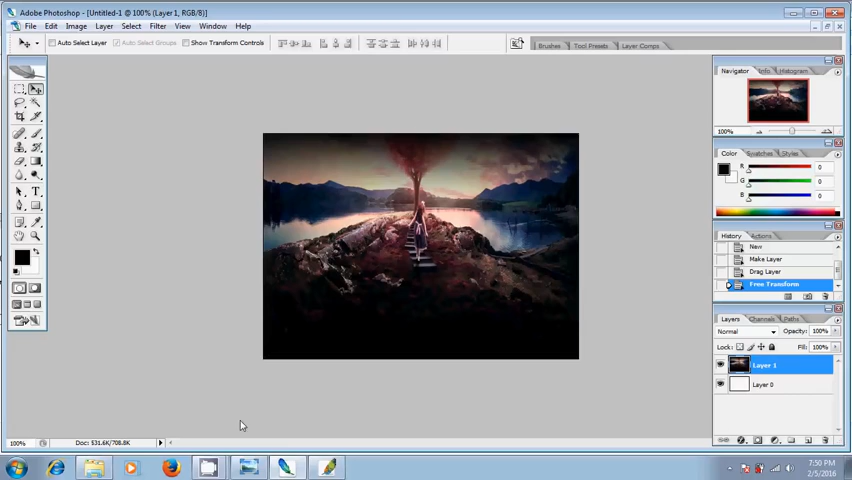 Adobe Photoshop - [Untitled-1 @ 100% (Layer 1, RGB/8)]
File Edit Image Layer Select Filter View Window Help
Auto Select Layer Auto Select Groups Show Transform Controls Brushes Tool Presets Layer Comps
Navigator Info Histogram
100%
Color Swatches Styles
R 0
G 0
B 0
History Actions
New
Make Layer
Drag Layer
Free Transform
Layers Channels Paths
Normal Opacity: 100%
Lock: Fill: 100%
Layer 1
Layer 0
100% Doc: 531.6K/708.8K
7:50 PM
2/5/2016